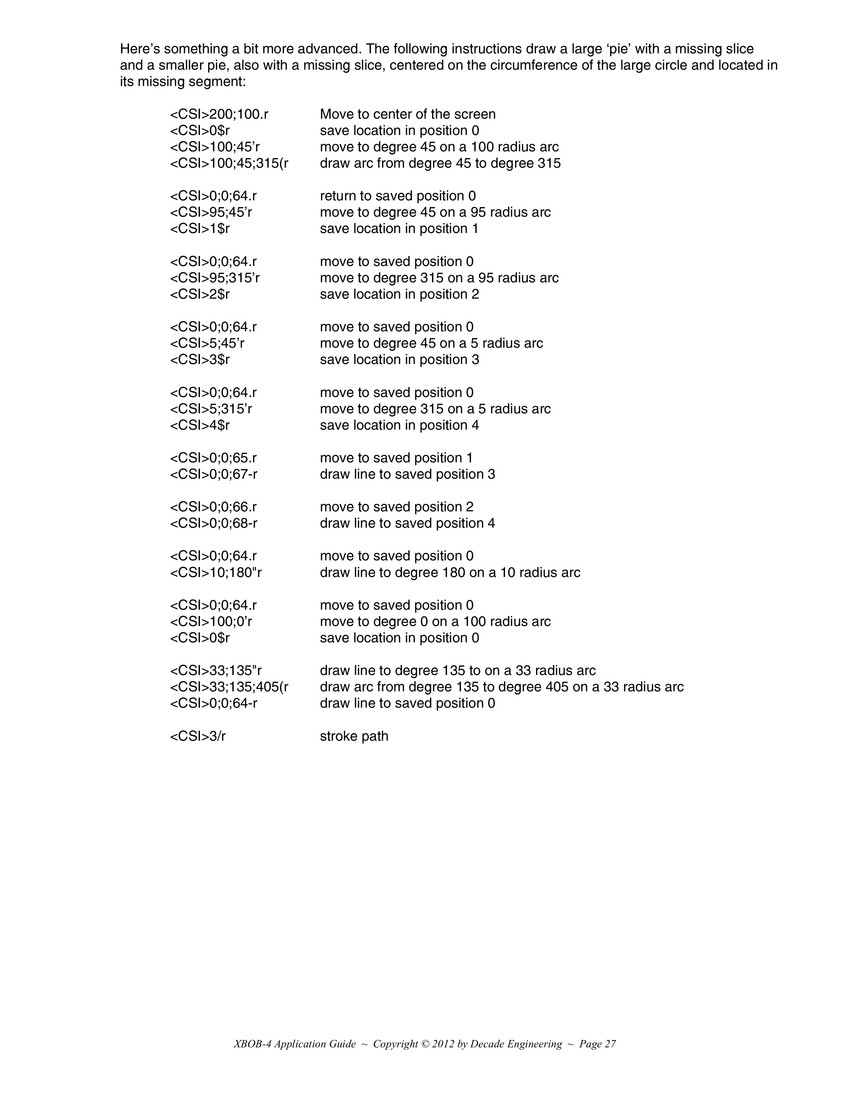 Here’s something a bit more advanced. The following instructions draw a large ‘pie’ with a missing slice
and a smaller pie, also with a missing slice, centered on the circumference of the large circle and located in
its missing segment:
<CSI>200;100.r Move to center of the screen
<CSI>0$r save location in position 0
<CSI>100;45’r move to degree 45 on a 100 radius arc
<CSI>100;45;315(r draw arc from degree 45 to degree 315
<CSI>0;0;64.r return to saved position 0
<CSI>95;45’r move to degree 45 on a 95 radius arc
<CSI>1$r save location in position 1
<CSI>0;0;64.r move to saved position 0
<CSI>95;315’r move to degree 315 on a 95 radius arc
<CSI>2$r save location in position 2
<CSI>0;0;64.r move to saved position 0
<CSI>5;45’r move to degree 45 on a 5 radius arc
<CSI>3$r save location in position 3
<CSI>0;0;64.r move to saved position 0
<CSI>5;315’r move to degree 315 on a 5 radius arc
<CSI>4$r save location in position 4
<CSI>0;0;65.r move to saved position 1
<CSI>0;0;67-r draw line to saved position 3
<CSI>0;0;66.r move to saved position 2
<CSI>0;0;68-r draw line to saved position 4
<CSI>0;0;64.r move to saved position 0
<CSI>10;180"r draw line to degree 180 on a 10 radius arc
<CSI>0;0;64.r move to saved position 0
<CSI>100;0’r move to degree 0 on a 100 radius arc
<CSI>0$r save location in position 0
<CSI>33;135"r draw line to degree 135 to on a 33 radius arc
<CSI>33;135;405(r draw arc from degree 135 to degree 405 on a 33 radius arc
<CSI>0;0;64-r draw line to saved position 0
<CSI>3/r stroke path
XBOB-4 Application Guide ~ Copyright © 2012 by Decade Engineering ~ Page 27